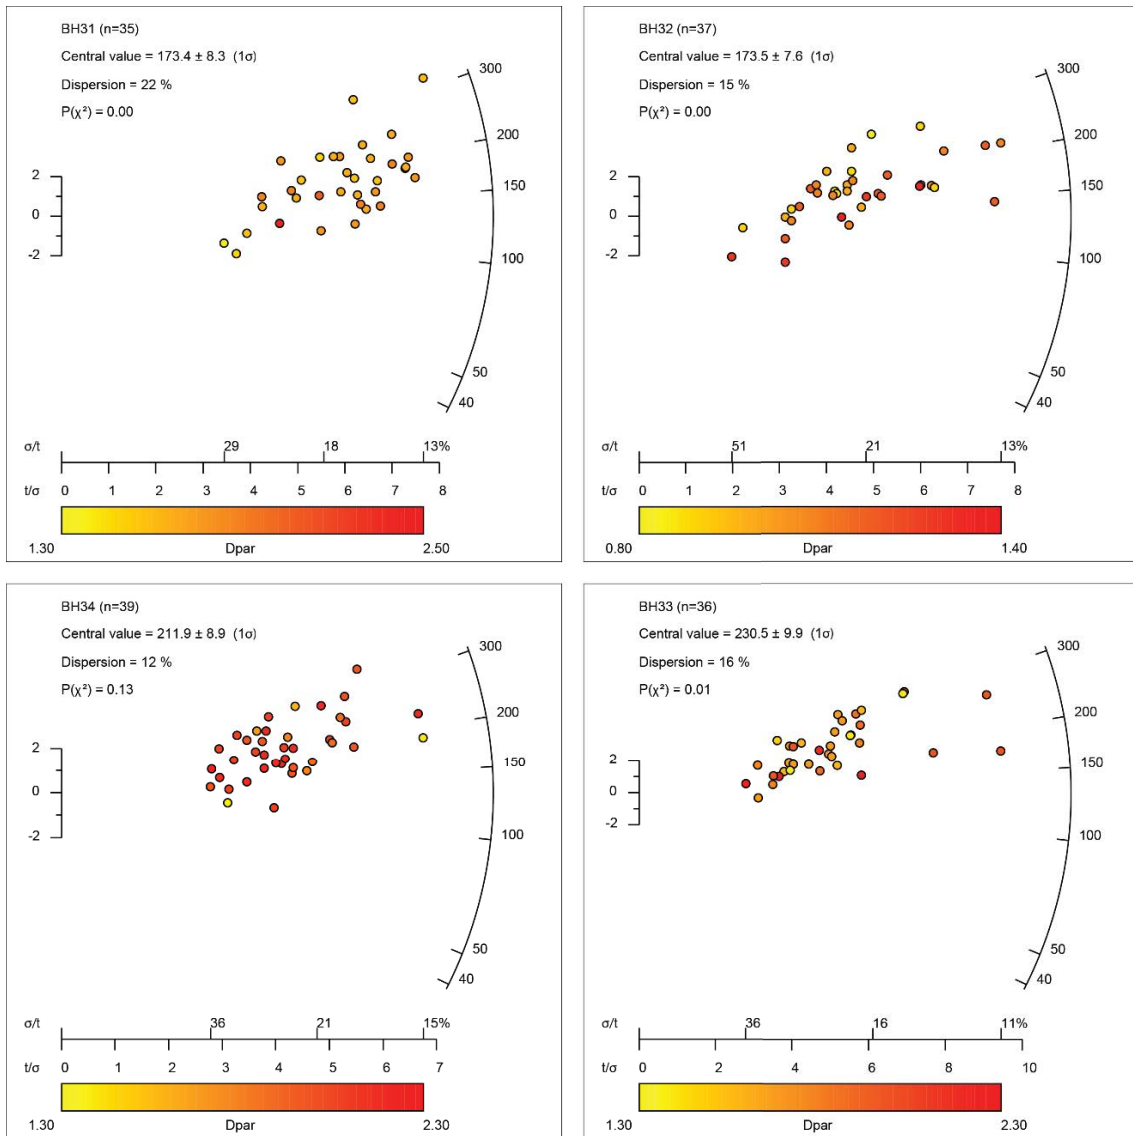 BH31 (n=35)
Central value = 173.4 ± 8.3 (1σ)
Dispersion = 22 %
P(χ²) = 0.00
300
200
150
100
50
40
2
0
-2
σ/t
29
18
13%
t/σ
0 1 2 3 4 5 6 7 8
1.30
Dpar
2.50
BH32 (n=37)
Central value = 173.5 ± 7.6 (1σ)
Dispersion = 15 %
P(χ²) = 0.00
300
200
150
100
50
40
2
0
-2
σ/t
51
21
13%
t/σ
0 1 2 3 4 5 6 7 8
0.80
Dpar
1.40
BH34 (n=39)
Central value = 211.9 ± 8.9 (1σ)
Dispersion = 12 %
P(χ²) = 0.13
300
200
150
100
50
40
2
0
-2
σ/t
36
21
15%
t/σ
0 1 2 3 4 5 6 7
1.30
Dpar
2.30
BH33 (n=36)
Central value = 230.5 ± 9.9 (1σ)
Dispersion = 16 %
P(χ²) = 0.01
300
200
150
100
50
40
2
0
-2
σ/t
36
16
11%
t/σ
0 2 4 6 8 10
1.30
Dpar
2.30